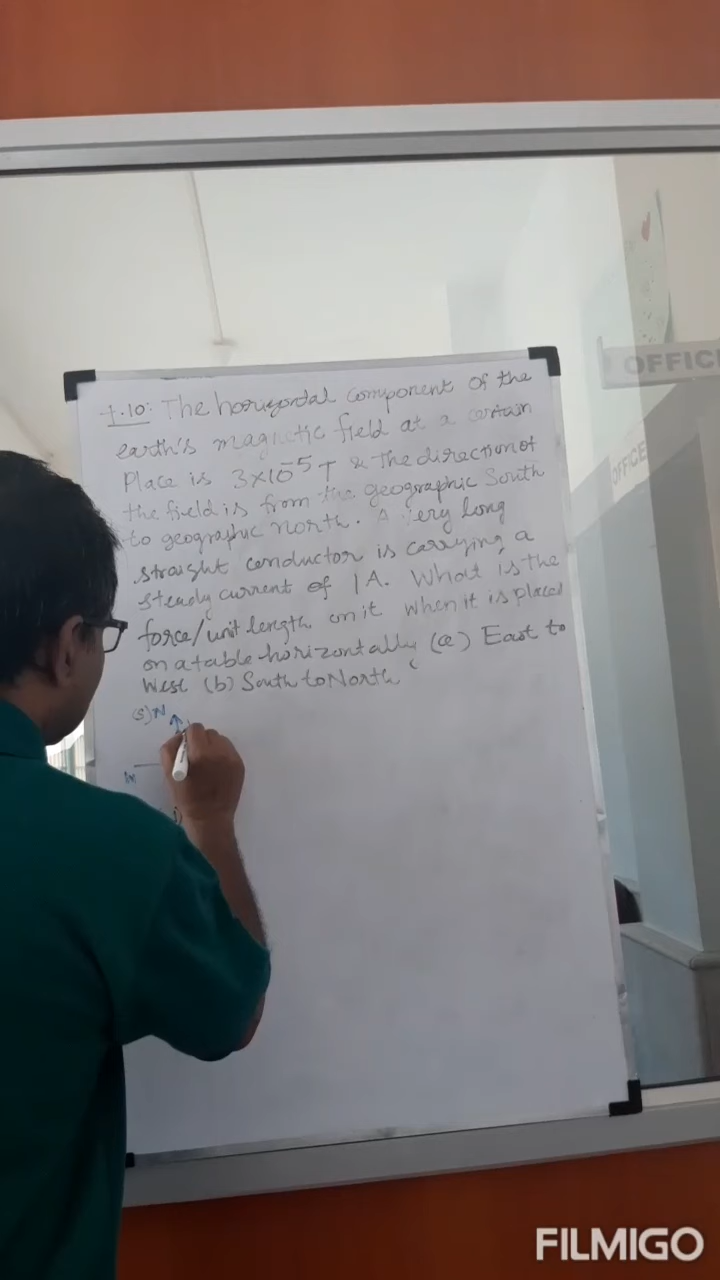 1.10: The horizontal component of the
earth's magnetic field at a certain
Place is 3×10⁻⁵ T & the direction of
the field is from the geographic South
to geographic north. A very long
straight conductor is carrying a
steady current of 1A. What is the
force/unit length on it when it is placed
on a table horizontally (a) East to
West (b) South to North
(S) N
OFFIC
OFFICE
FILMIGO